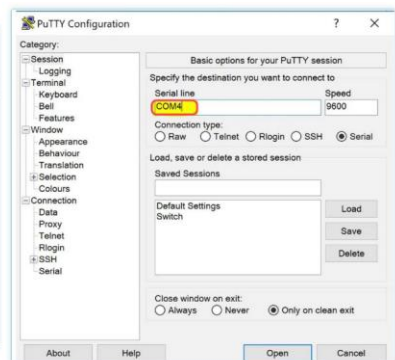 PuTTY Configuration ? ×
Category:
Session
Logging
Terminal
Keyboard
Bell
Features
Window
Appearance
Behaviour
Translation
Selection
Colours
Connection
Data
Proxy
Telnet
Rlogin
SSH
Serial
Basic options for your PuTTY session
Specify the destination you want to connect to
Serial line Speed
COM4 9600
Connection type:
Raw Telnet Rlogin SSH Serial
Load, save or delete a stored session
Saved Sessions
Default Settings
Switch
Load
Save
Delete
Close window on exit:
Always Never Only on clean exit
About Help Open Cancel